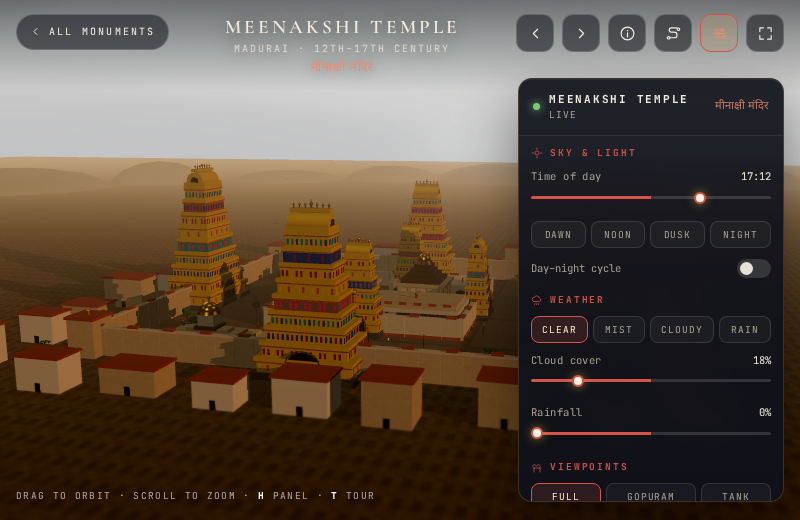 ALL MONUMENTS
MEENAKSHI TEMPLE
MADURAI · 12TH–17TH CENTURY
मीनाक्षी मंदिर
MEENAKSHI TEMPLE
LIVE
मीनाक्षी मंदिर
SKY & LIGHT
Time of day 17:12
DAWN NOON DUSK NIGHT
Day-night cycle
WEATHER
CLEAR MIST CLOUDY RAIN
Cloud cover 18%
Rainfall 0%
VIEWPOINTS
FULL GOPURAM TANK
DRAG TO ORBIT · SCROLL TO ZOOM · H PANEL · T TOUR